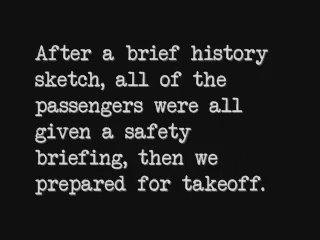 After a brief history
sketch, all of the
passengers were all
given a safety
briefing, then we
prepared for takeoff.